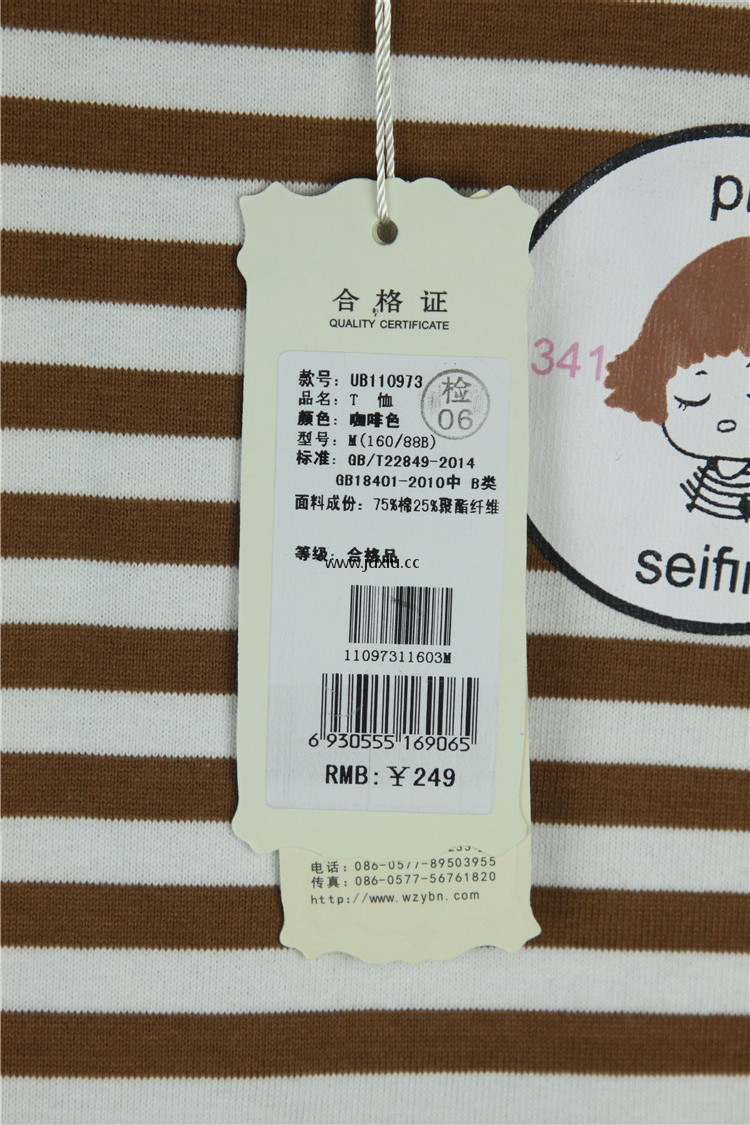 合格证
QUALITY CERTIFICATE
款号: UB110973
检
06
品名: T 恤
颜色: 咖啡色
型号: M(160/88B)
标准: GB/T22849-2014
GB18401-2010中 B类
面料成份: 75%棉25%聚酯纤维
等级: 合格品
www.juxiu.cc
11097311603M
6 930555 169065
RMB: ¥ 249
电话: 086-0577-89503955
传真: 086-0577-56761820
http://www.wzybn.com
341